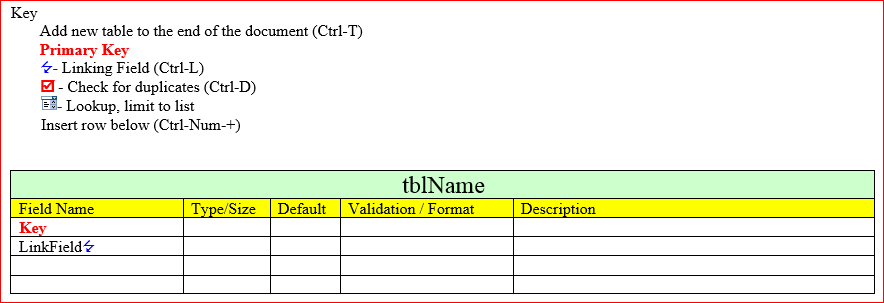 Key
Add new table to the end of the document (Ctrl-T)
Primary Key
- Linking Field (Ctrl-L)
- Check for duplicates (Ctrl-D)
- Lookup, limit to list
Insert row below (Ctrl-Num-+)
tblName
Field Name Type/Size Default Validation / Format Description
Key
LinkField